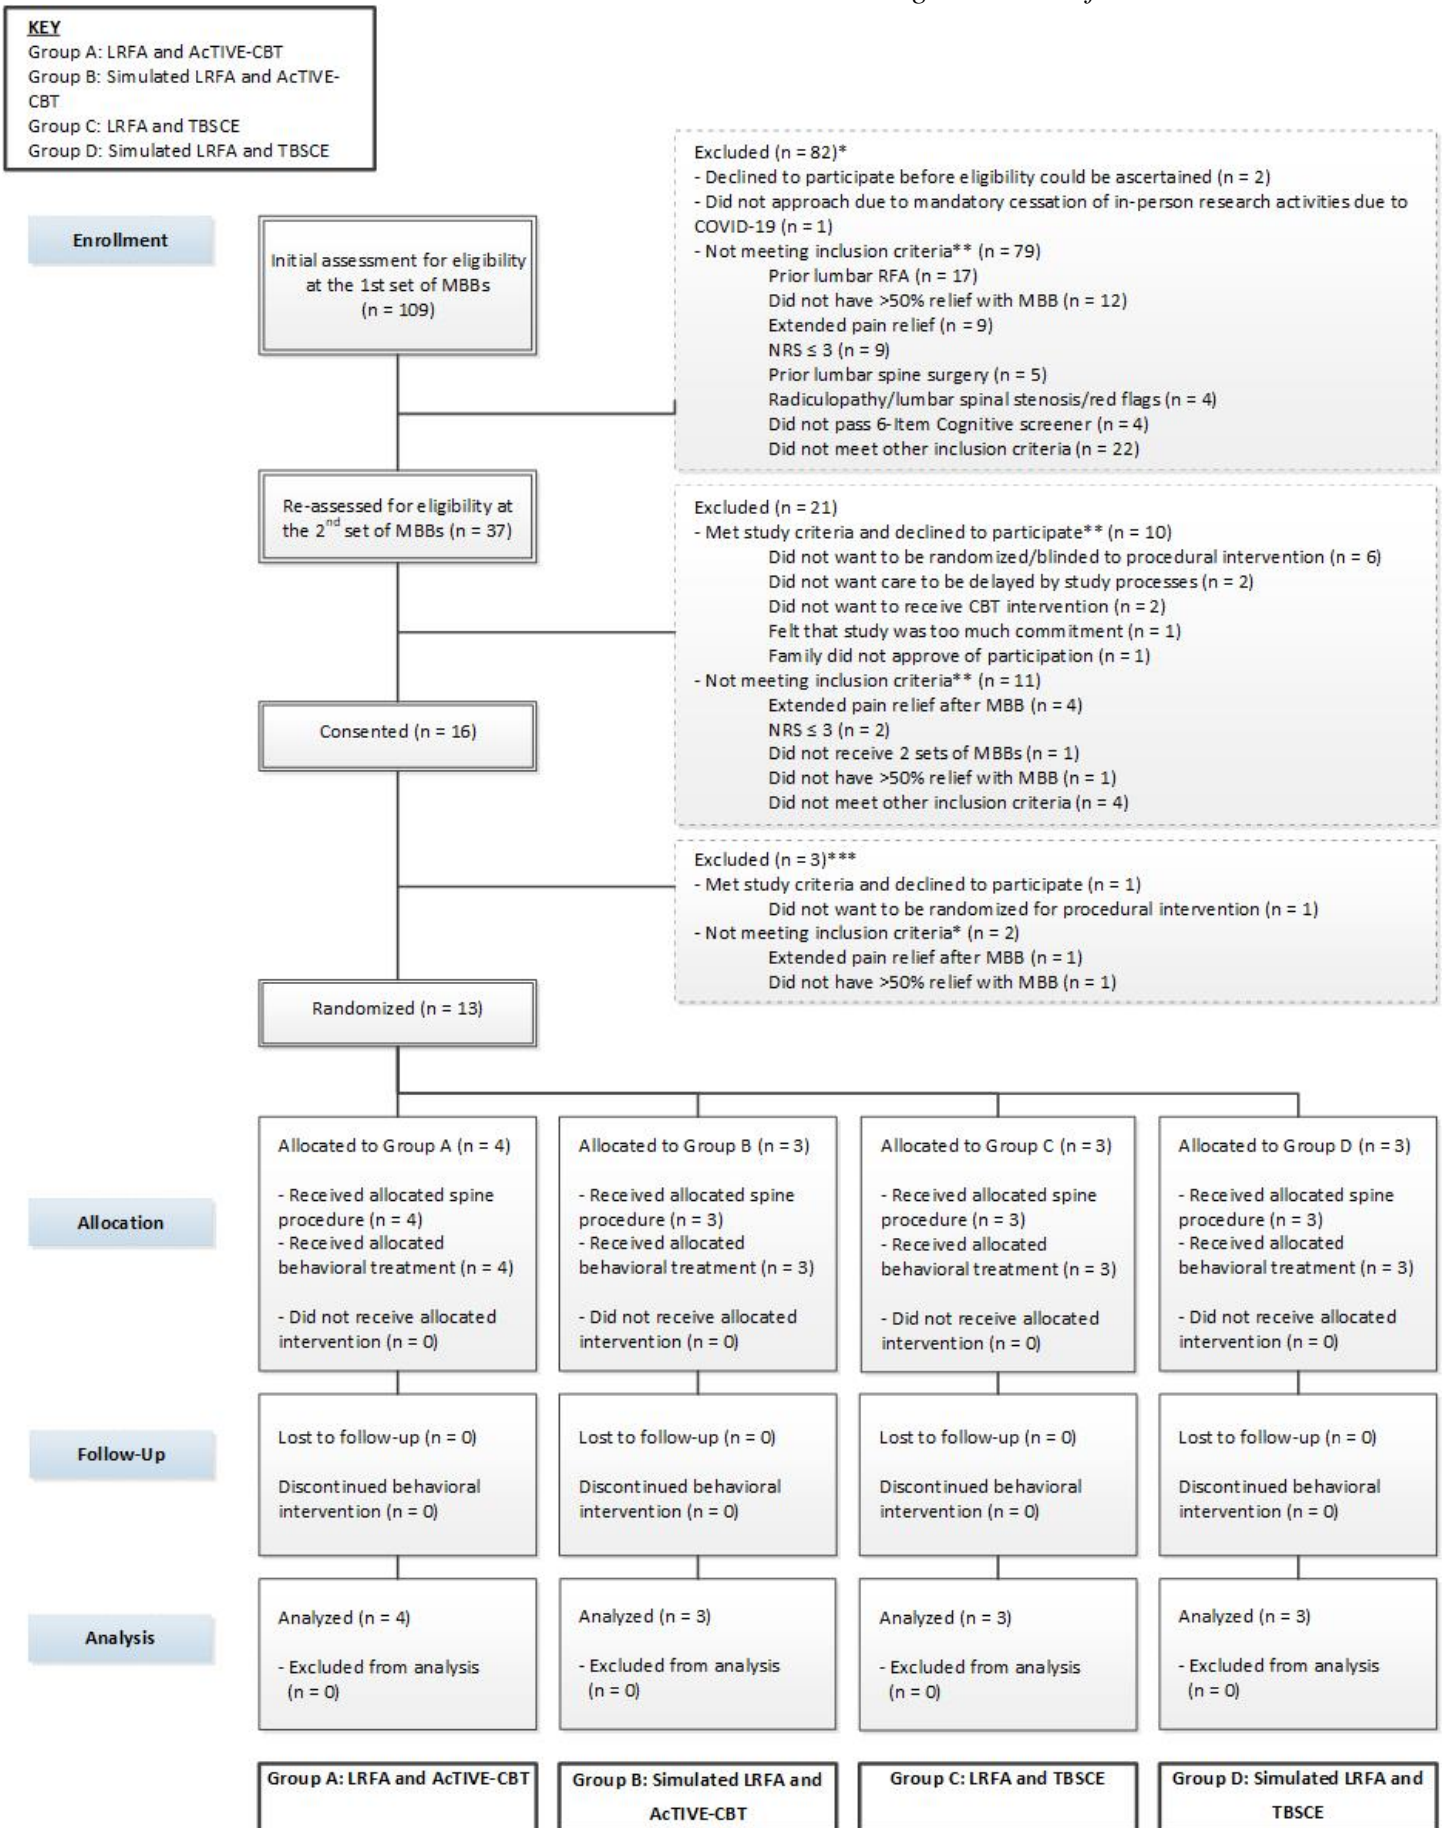 KEY
Group A: LRFA and AcTIVE-CBT
Group B: Simulated LRFA and AcTIVE-
CBT
Group C: LRFA and TBSCE
Group D: Simulated LRFA and TBSCE
Enrollment
Initial assessment for eligibility
at the 1st set of MBBs
(n = 109)
Excluded (n = 82)*
- Declined to participate before eligibility could be ascertained (n = 2)
- Did not approach due to mandatory cessation of in-person research activities due to
COVID-19 (n = 1)
- Not meeting inclusion criteria** (n = 79)
Prior lumbar RFA (n = 17)
Did not have >50% relief with MBB (n = 12)
Extended pain relief (n = 9)
NRS ≤ 3 (n = 9)
Prior lumbar spine surgery (n = 5)
Radiculopathy/lumbar spinal stenosis/red flags (n = 4)
Did not pass 6-Item Cognitive screener (n = 4)
Did not meet other inclusion criteria (n = 22)
Re-assessed for eligibility at
the 2nd set of MBBs (n = 37)
Excluded (n = 21)
- Met study criteria and declined to participate** (n = 10)
Did not want to be randomized/blinded to procedural intervention (n = 6)
Did not want care to be delayed by study processes (n = 2)
Did not want to receive CBT intervention (n = 2)
Felt that study was too much commitment (n = 1)
Family did not approve of participation (n = 1)
- Not meeting inclusion criteria** (n = 11)
Extended pain relief after MBB (n = 4)
NRS ≤ 3 (n = 2)
Did not receive 2 sets of MBBs (n = 1)
Did not have >50% relief with MBB (n = 1)
Did not meet other inclusion criteria (n = 4)
Consented (n = 16)
Excluded (n = 3)***
- Met study criteria and declined to participate (n = 1)
Did not want to be randomized for procedural intervention (n = 1)
- Not meeting inclusion criteria* (n = 2)
Extended pain relief after MBB (n = 1)
Did not have >50% relief with MBB (n = 1)
Randomized (n = 13)
Allocation
Allocated to Group A (n = 4)
- Received allocated spine
procedure (n = 4)
- Received allocated
behavioral treatment (n = 4)
- Did not receive allocated
intervention (n = 0)
Allocated to Group B (n = 3)
- Received allocated spine
procedure (n = 3)
- Received allocated
behavioral treatment (n = 3)
- Did not receive allocated
intervention (n = 0)
Allocated to Group C (n = 3)
- Received allocated spine
procedure (n = 3)
- Received allocated
behavioral treatment (n = 3)
- Did not receive allocated
intervention (n = 0)
Allocated to Group D (n = 3)
- Received allocated spine
procedure (n = 3)
- Received allocated
behavioral treatment (n = 3)
- Did not receive allocated
intervention (n = 0)
Follow-Up
Lost to follow-up (n = 0)
Discontinued behavioral
intervention (n = 0)
Lost to follow-up (n = 0)
Discontinued behavioral
intervention (n = 0)
Lost to follow-up (n = 0)
Discontinued behavioral
intervention (n = 0)
Lost to follow-up (n = 0)
Discontinued behavioral
intervention (n = 0)
Analysis
Analyzed (n = 4)
- Excluded from analysis
(n = 0)
Analyzed (n = 3)
- Excluded from analysis
(n = 0)
Analyzed (n = 3)
- Excluded from analysis
(n = 0)
Analyzed (n = 3)
- Excluded from analysis
(n = 0)
Group A: LRFA and AcTIVE-CBT
Group B: Simulated LRFA and
AcTIVE-CBT
Group C: LRFA and TBSCE
Group D: Simulated LRFA and
TBSCE